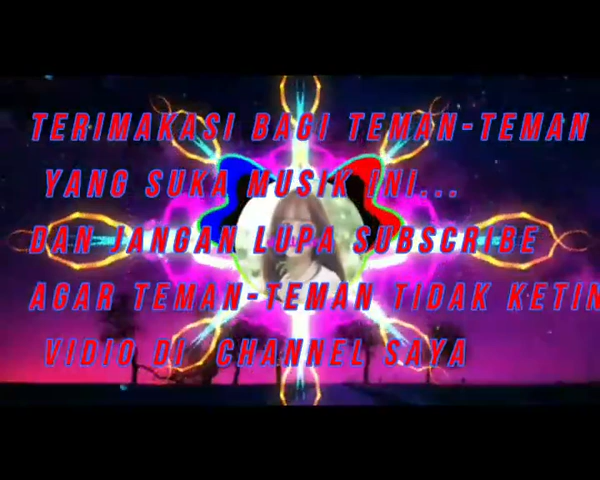 TERIMAKASI BAGI TEMAN-TEMAN
YANG SUKA MUSIK INI...
DAN JANGAN LUPA SUBSCRIBE
AGAR TEMAN-TEMAN TIDAK KETIN
VIDIO DI CHANNEL SAYA